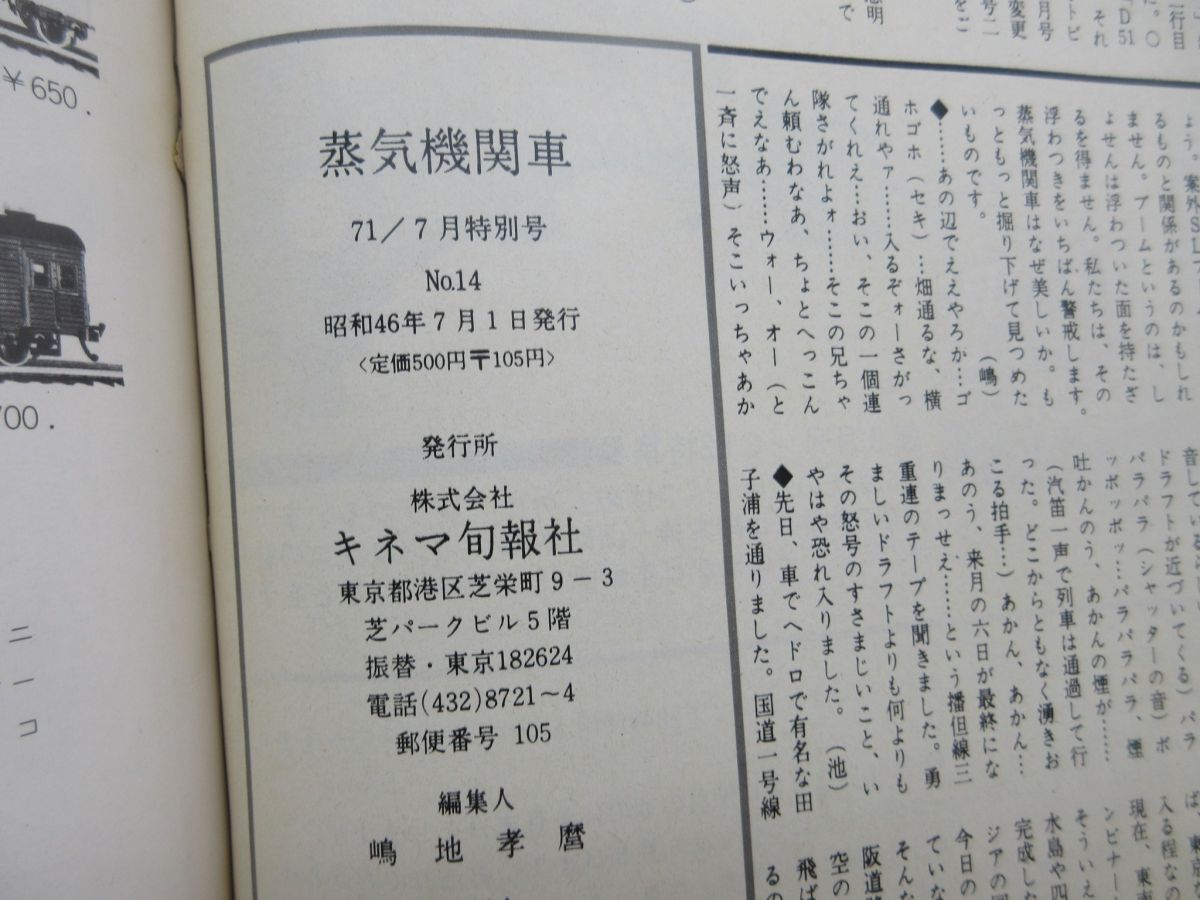 ￥650.
700.
ニ
ー
コ
蒸気機関車
71／7月特別号
No.14
昭和46年7月1日発行
〈定価500円〒105円〉
発行所
株式会社
キネマ旬報社
東京都港区芝栄町9－3
芝パークビル5階
振替・東京182624
電話(432)8721～4
郵便番号 105
編集人
嶋地孝麿
るものと関係があるのかもしれ
ません。ブームというのは、し
ょせんは浮わついた面を持たざ
るを得ません。私たちは、その
浮わつきをいちばん警戒します。
蒸気機関車はなぜ美しいか。も
っともっと掘り下げて見つめた
いものです。　（嶋）
◆……あの辺でええやろか…ゴ
ホゴホ（セキ）…畑通るな、横
通れやァ……入るぞォーさがっ
てくれえ…おい、そこの一個連
隊さがれよォ……そこの兄ちゃ
ん頼むわなあ、ちょとへっこん
でえなあ……ウォー、オー（と
一斉に怒声）そこいっちゃあか
ドラフトが近づいてくる）パラ
パラパラ（シャッターの音）ボ
ッボッボッ…パラパラパラ、煙
吐かんのう、あかんの煙が……
（汽笛一声で列車は通過して行
った。どこからともなく湧きお
こる拍手…）あかん、あかん…
あのう、来月の六日が最終にな
りまっせえ……という播但線三
重連のテープを聞きました。勇
ましいドラフトよりも何よりも
その怒号のすさまじいこと、い
やはや恐れ入りました。　（池）
◆先日、車でヘドロで有名な田
子浦を通りました。国道一号線